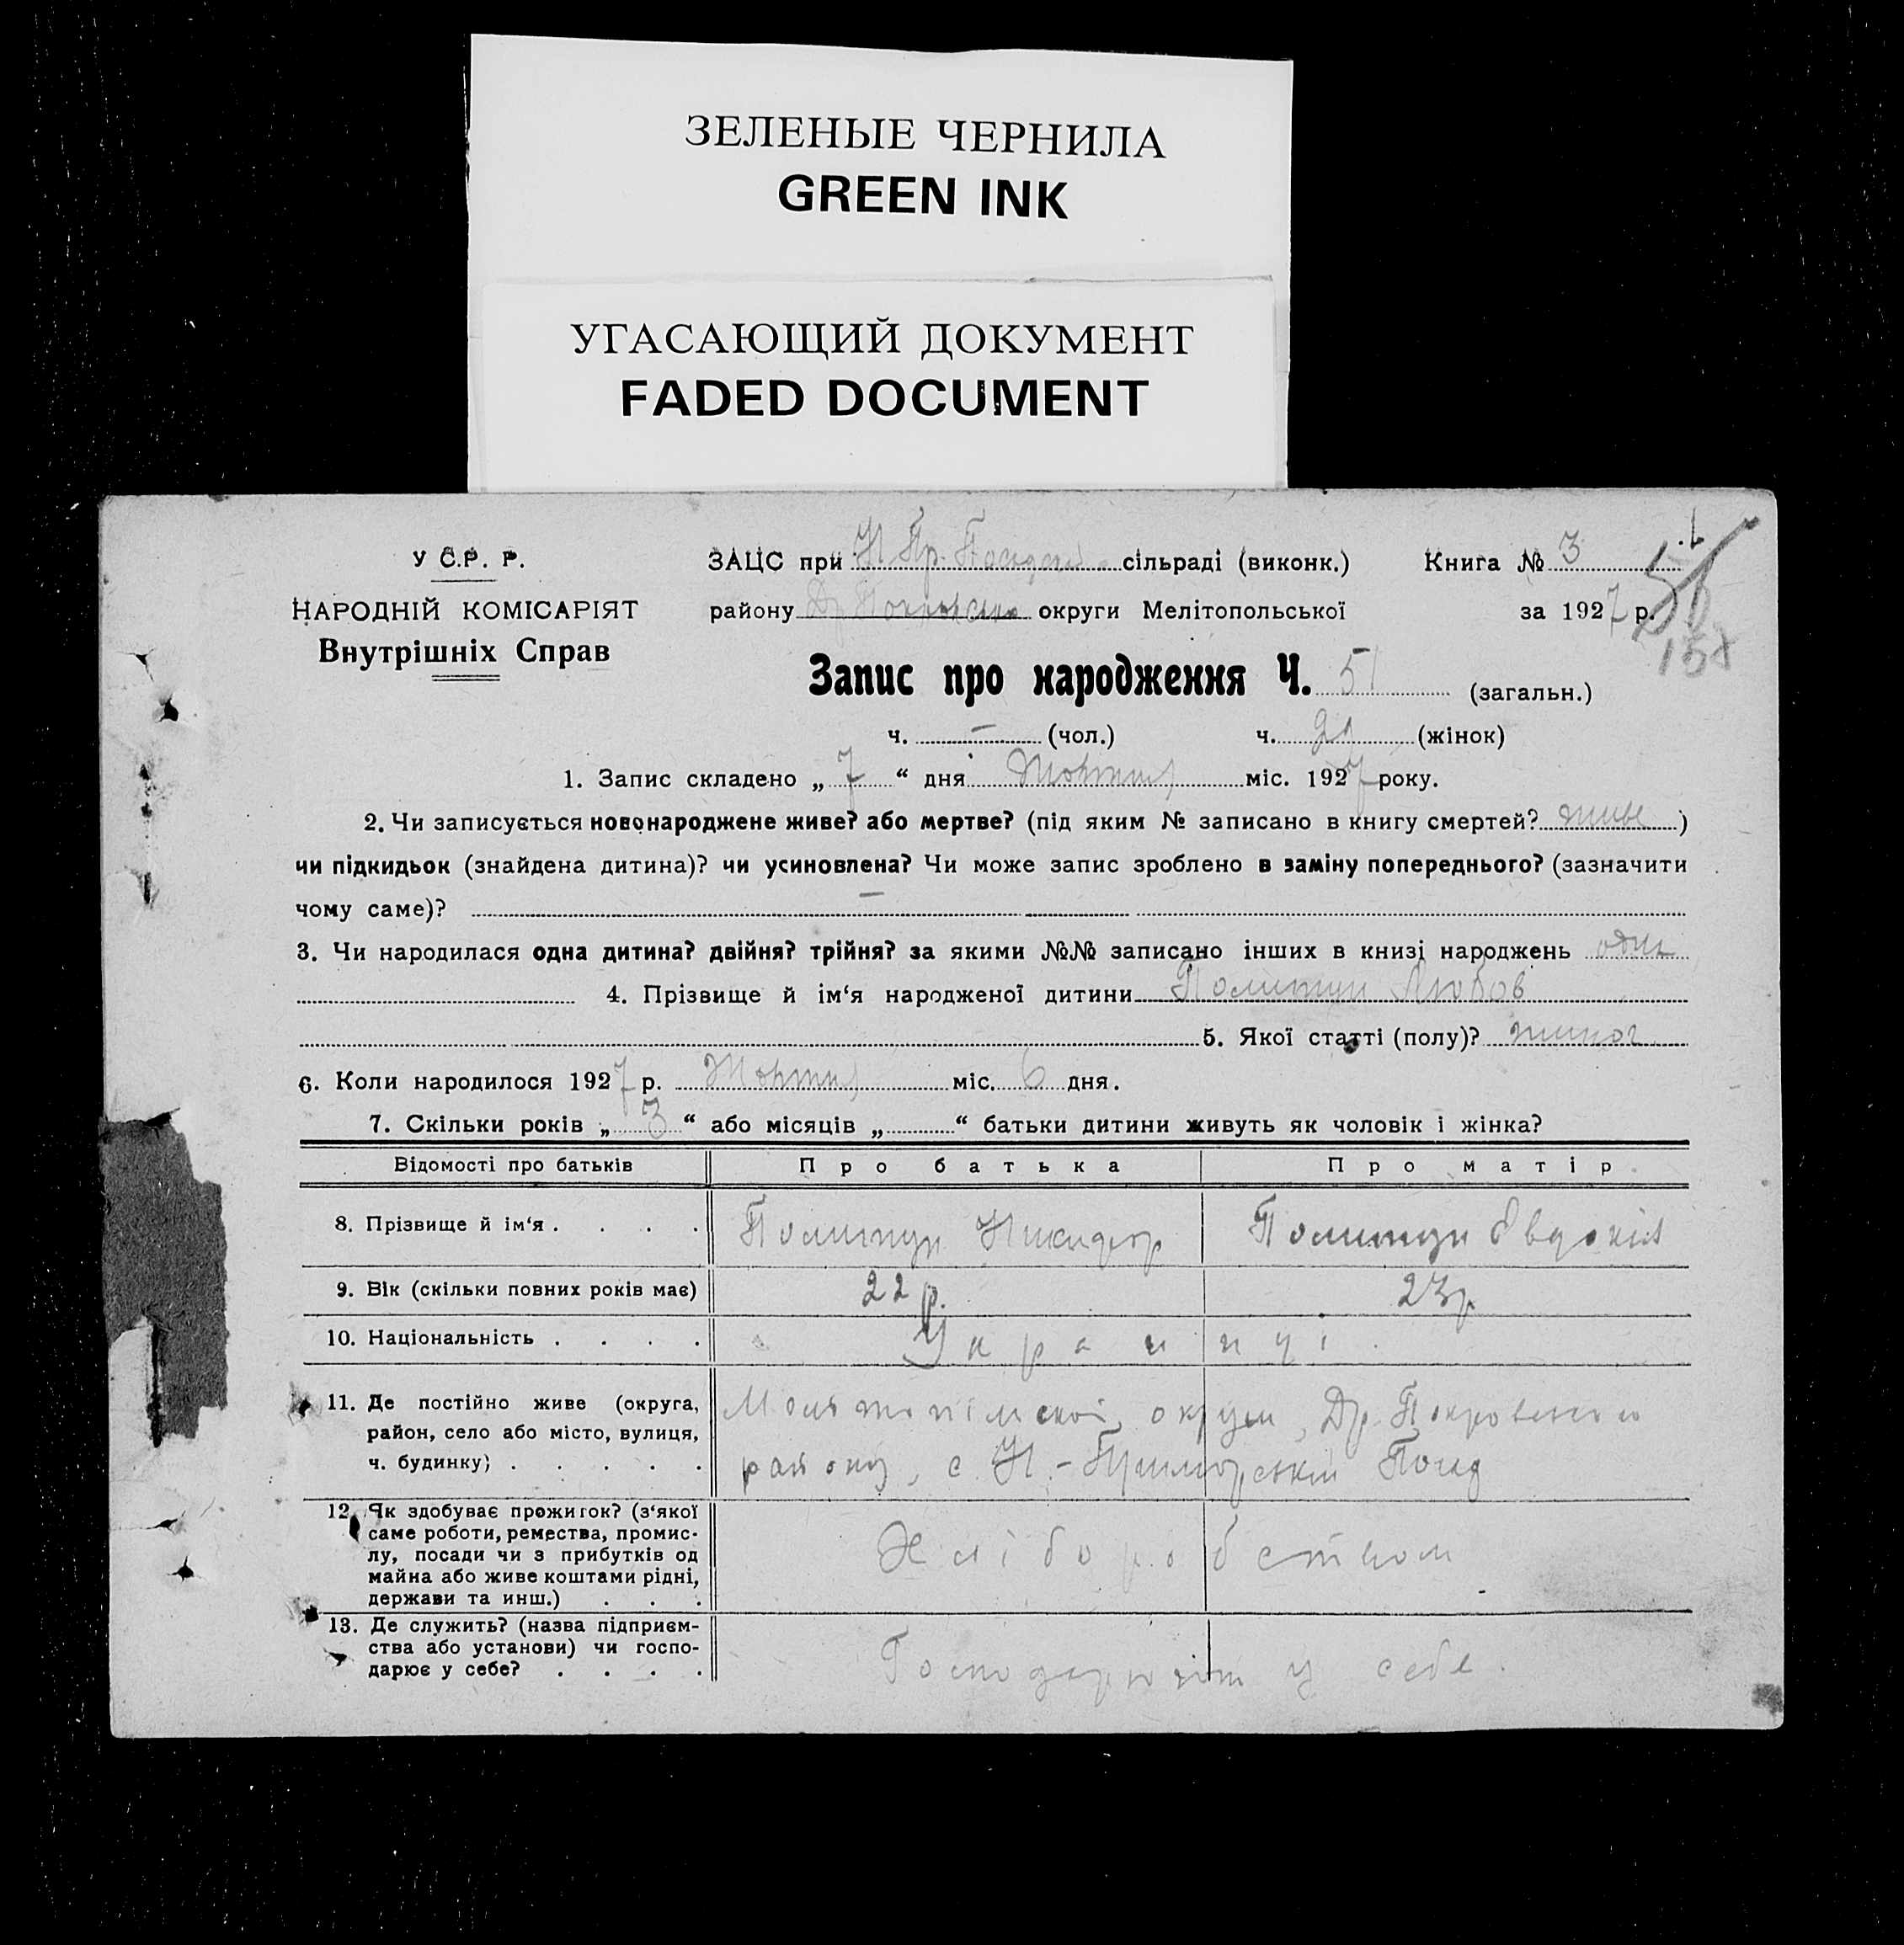 ЗЕЛЕНЫЕ ЧЕРНИЛА
GREEN INK
УГАСАЮЩИЙ ДОКУМЕНТ
FADED DOCUMENT
У С.Р. Р.
НАРОДНІЙ КОМІСАРІЯТ
Внутрішніх Справ
ЗАЦС при Н Пр. сільраді (виконк.)
району округи Мелітопольської
Книга № 3
за 1927 р.
Запис про народження Ч. 51 (загальн.)
ч. — (чол.) ч. (жінок)
1. Запис складено „ 7 “ дня Жовтня міс. 1927 року.
2. Чи записується новонароджене живе? або мертве? (під яким № записано в книгу смертей? живе )
чи підкидьок (знайдена дитина)? чи усиновлена? Чи може запис зроблено в заміну попереднього? (зазначити
чому саме)? —
3. Чи народилася одна дитина? двійня? трійня? за якими №№ записано інших в книзі народжень одна
4. Прізвище й ім‘я народженої дитини Любов
5. Якої статті (полу)? жіноч.
6. Коли народилося 1927 р. Жовтня міс. 6 дня.
7. Скільки років „ 3 “ або місяців „ “ батьки дитини живуть як чоловік і жінка?
Відомості про батьків Про батька Про матір
8. Прізвище й ім‘я . . . . Никифор Євдокія
9. Вік (скільки повних років має) 22 р. 23 р.
10. Національність . . . . Українці
11. Де постійно живе (округа,
район, село або місто, вулиця,
ч. будинку) . . . . .
округи, Др. Покровського
району, с. Н.-Приморський Посад
12. Як здобуває прожиток? (з‘якої
саме роботи, ремества, промис-
лу, посади чи з прибутків од
майна або живе коштами рідні,
держави та инш.) . . .
Хліборобством
13. Де служить? (назва підприєм-
ства або установи) чи госпо-
дарює у себе? . . . .
Господарюють у себе.